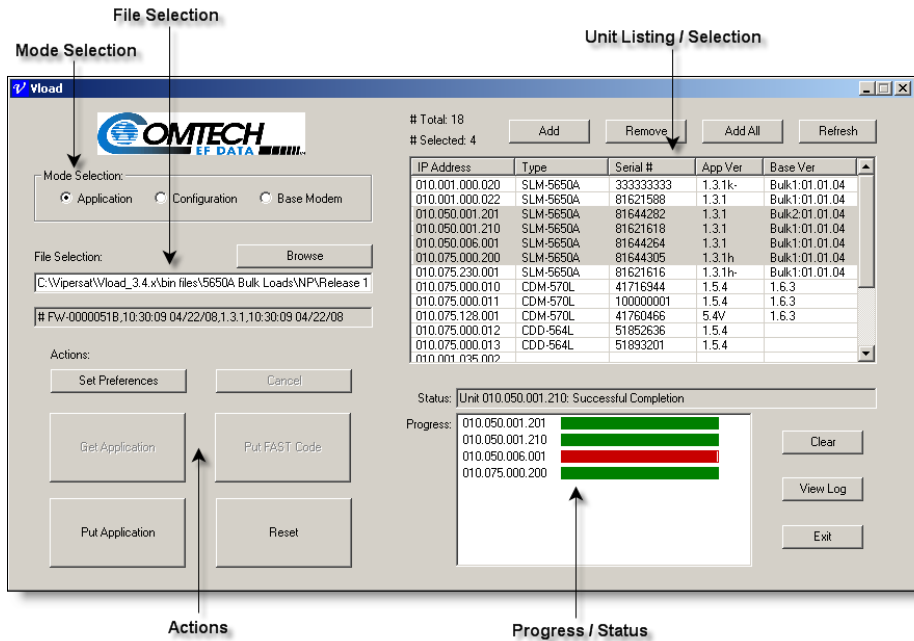 File Selection
Mode Selection
Unit Listing / Selection
Vload
COMTECH
EF DATA
# Total: 18
# Selected: 4
Add
Remove
Add All
Refresh
Mode Selection:
Application
Configuration
Base Modem
File Selection:
Browse
C:\Vipersat\Vload_3.4.x\bin files\5650A Bulk Loads\NP\Release 1
# FW-0000051B,10:30:09 04/22/08,1.3.1,10:30:09 04/22/08
IP Address Type Serial # App Ver Base Ver
010.001.000.020 SLM-5650A 333333333 1.3.1k- Bulk1:01.01.04
010.001.000.022 SLM-5650A 81621588 1.3.1 Bulk1:01.01.04
010.050.001.201 SLM-5650A 81644282 1.3.1 Bulk2:01.01.04
010.050.001.210 SLM-5650A 81621618 1.3.1 Bulk1:01.01.04
010.050.006.001 SLM-5650A 81644264 1.3.1 Bulk1:01.01.04
010.075.000.200 SLM-5650A 81644305 1.3.1h Bulk1:01.01.04
010.075.230.001 SLM-5650A 81621616 1.3.1h- Bulk1:01.01.04
010.075.000.010 CDM-570L 41716944 1.5.4 1.6.3
010.075.000.011 CDM-570L 100000001 1.5.4 1.6.3
010.075.128.001 CDM-570L 41760466 5.4V 1.6.3
010.075.000.012 CDD-564L 51852636 1.5.4
010.075.000.013 CDD-564L 51893201 1.5.4
010.001.035.002
Actions:
Set Preferences
Cancel
Get Application
Put FAST Code
Put Application
Reset
Status: Unit 010.050.001.210: Successful Completion
Progress:
010.050.001.201
010.050.001.210
010.050.006.001
010.075.000.200
Clear
View Log
Exit
Actions
Progress / Status